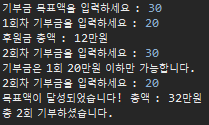 기부금 목표액을 입력하세요 : 30
1회차 기부금을 입력하세요 : 20
후원금 총액 : 12만원
2회차 기부금을 입력하세요 : 30
기부금은 1회 20만원 이하만 가능합니다.
2회차 기부금을 입력하세요 : 20
목표액이 달성되었습니다! 총액 : 32만원
총 2회 기부하셨습니다.